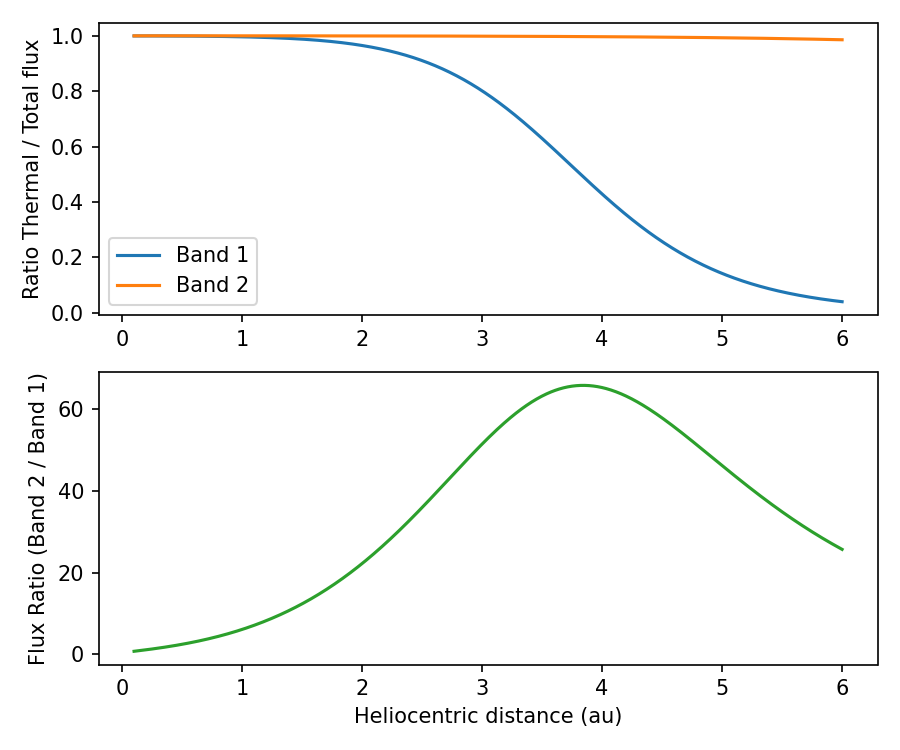 Ratio Thermal / Total flux
1.0
0.8
0.6
0.4
0.2
0.0
Band 1
Band 2
0 1 2 3 4 5 6
Flux Ratio (Band 2 / Band 1)
60
40
20
0
0 1 2 3 4 5 6
Heliocentric distance (au)